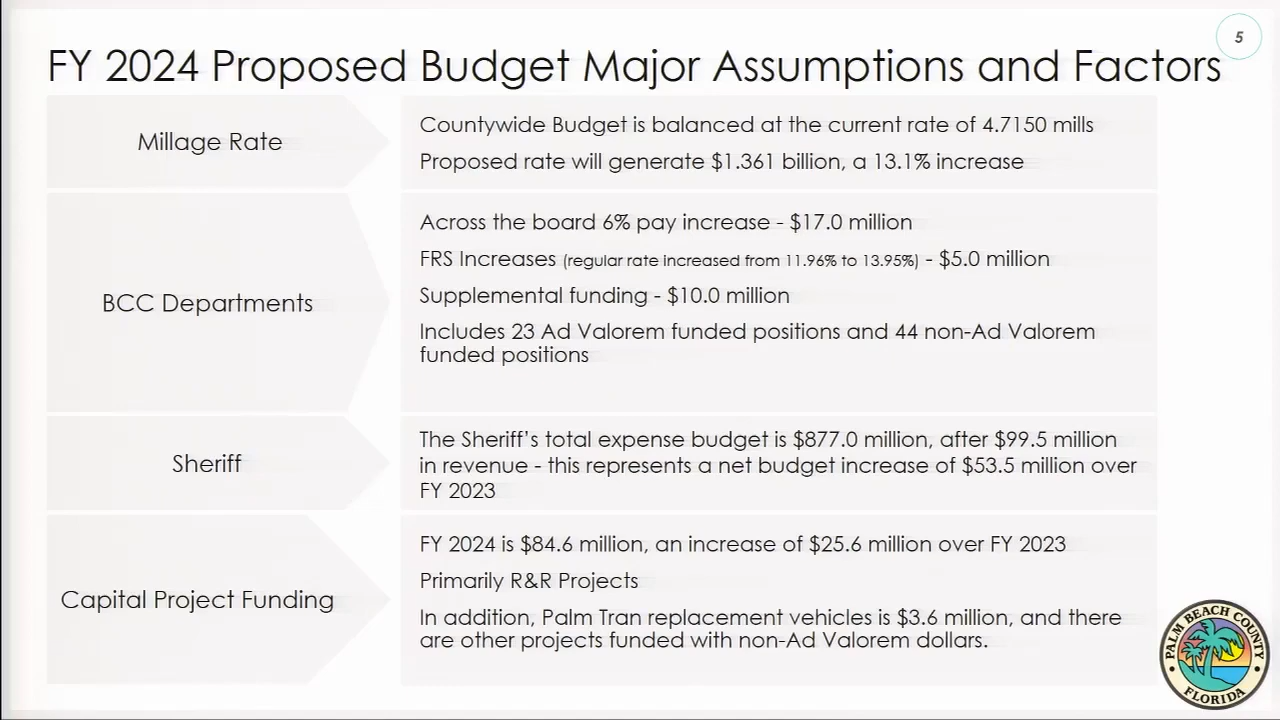 5
FY 2024 Proposed Budget Major Assumptions and Factors
Millage Rate
Countywide Budget is balanced at the current rate of 4.7150 mills
Proposed rate will generate $1.361 billion, a 13.1% increase
BCC Departments
Across the board 6% pay increase - $17.0 million
FRS Increases (regular rate increased from 11.96% to 13.95%) - $5.0 million
Supplemental funding - $10.0 million
Includes 23 Ad Valorem funded positions and 44 non-Ad Valorem
funded positions
Sheriff
The Sheriff's total expense budget is $877.0 million, after $99.5 million
in revenue - this represents a net budget increase of $53.5 million over
FY 2023
Capital Project Funding
FY 2024 is $84.6 million, an increase of $25.6 million over FY 2023
Primarily R&R Projects
In addition, Palm Tran replacement vehicles is $3.6 million, and there
are other projects funded with non-Ad Valorem dollars.
PALM BEACH COUNTY
FLORIDA